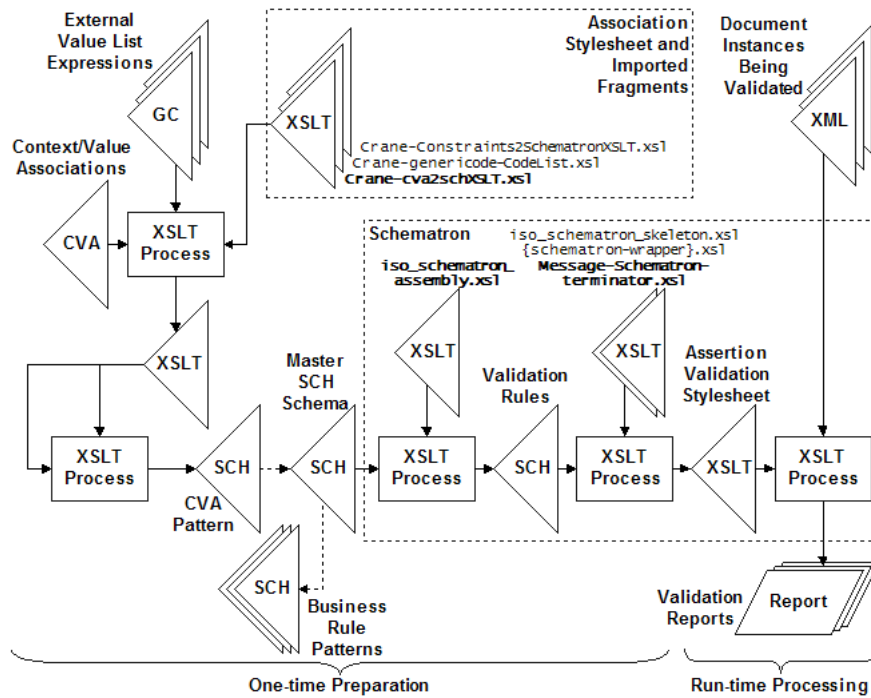 External
Value List
Expressions
GC
Context/Value
Associations
CVA
XSLT
Process
XSLT
Association
Stylesheet and
Imported
Fragments
Crane-Constraints2SchematronXSLT.xsl
Crane-genericode-CodeList.xsl
Crane-cva2schXSLT.xsl
Document
Instances
Being
Validated
XML
Schematron
iso_schematron_skeleton.xsl
{schematron-wrapper}.xsl
iso_schematron_
assembly.xsl
Message-Schematron-
terminator.xsl
XSLT
Master
SCH
Schema
XSLT
Validation
Rules
XSLT
Assertion
Validation
Stylesheet
XSLT
Process
SCH
CVA
Pattern
SCH
XSLT
Process
SCH
XSLT
Process
XSLT
XSLT
Process
SCH
Business
Rule
Patterns
Validation
Reports
Report
One-time Preparation
Run-time Processing